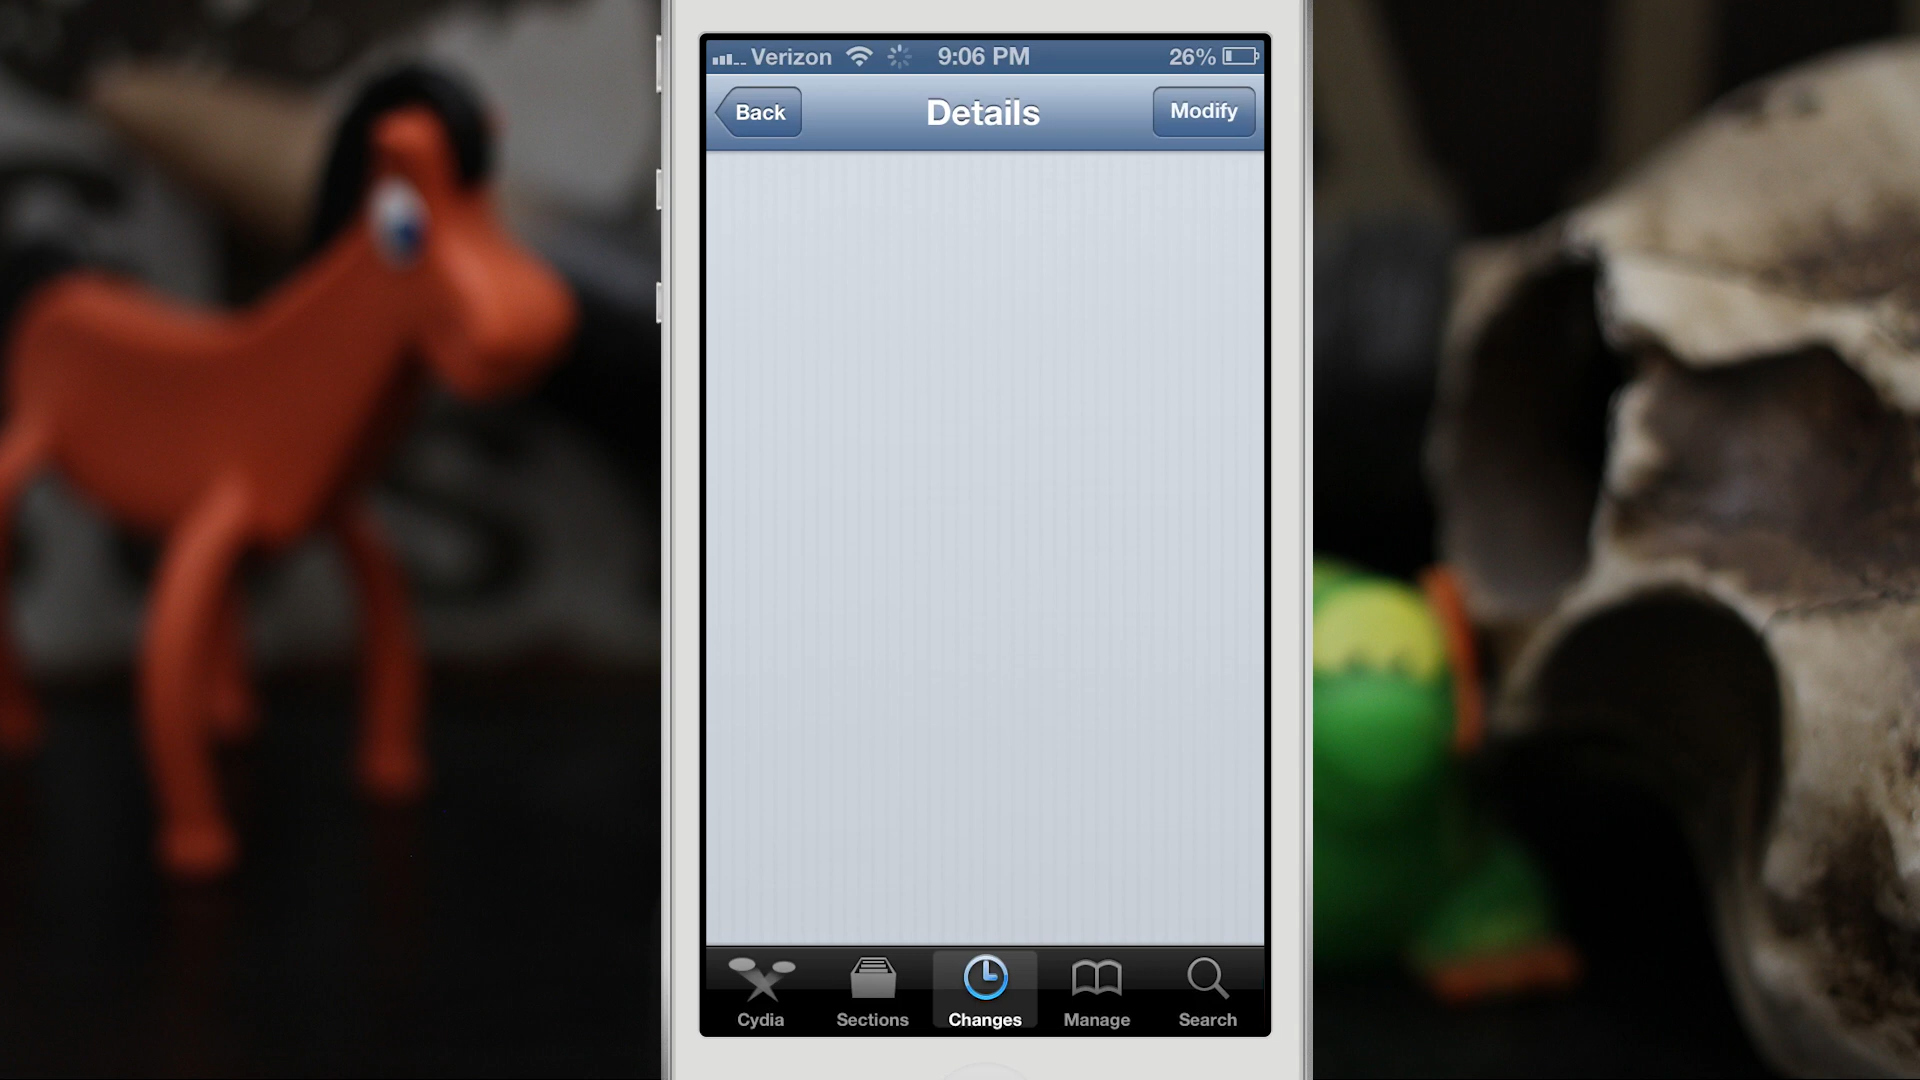 Verizon 9:06 PM 26%
Back Details Modify
Cydia Sections Changes Manage Search